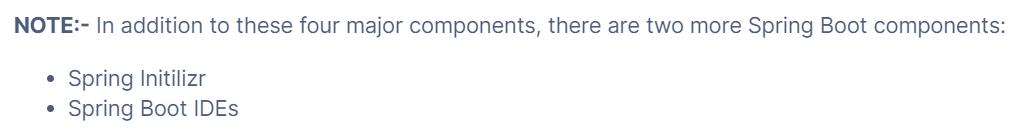 NOTE:- In addition to these four major components, there are two more Spring Boot components:
• Spring Initilizr
• Spring Boot IDEs